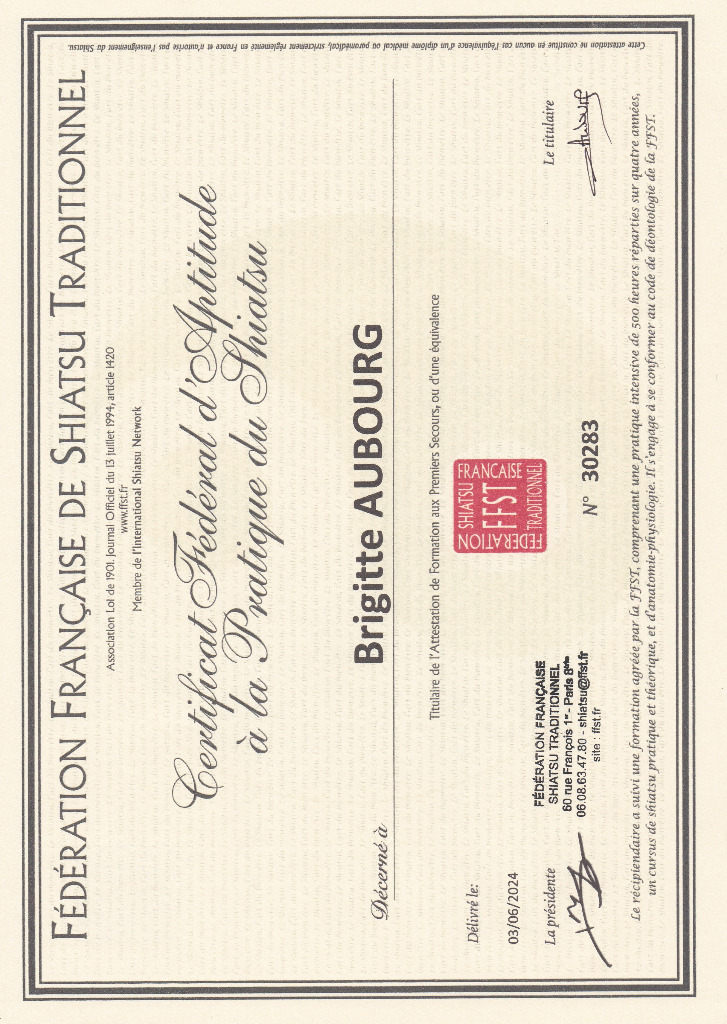 FÉDÉRATION FRANÇAISE DE SHIATSU TRADITIONNEL
Association Loi de 1901. Journal Officiel du 13 juillet 1994, article 1420
www.ffst.fr
Membre de l'International Shiatsu Network
Certificat Fédéral d'Aptitude
à la Pratique du Shiatsu
Décerné à
Brigitte AUBOURG
Titulaire de l'Attestation de Formation aux Premiers Secours, ou d'une équivalence
Délivré le:
03/06/2024
La présidente
FÉDÉRATION FRANÇAISE
SHIATSU TRADITIONNEL
60 rue François 1er - Paris 8ème
06.08.63.47.80 - shiatsu@ffst.fr
site : ffst.fr
SHIATSU
FRANÇAISE
FFST
FÉDÉRATION
TRADITIONNEL
N° 30283
Le titulaire
Le récipiendaire a suivi une formation agréée par la FFST, comprenant une pratique intensive de 500 heures réparties sur quatre années,
un cursus de shiatsu pratique et théorique, et d'anatomie-physiologie. Il s'engage à se conformer au code de déontologie de la FFST.
Cette attestation ne constitue en aucun cas l'équivalence d'un diplôme médical ou paramédical, strictement réglementé en France et n'autorise pas l'enseignement du Shiatsu.